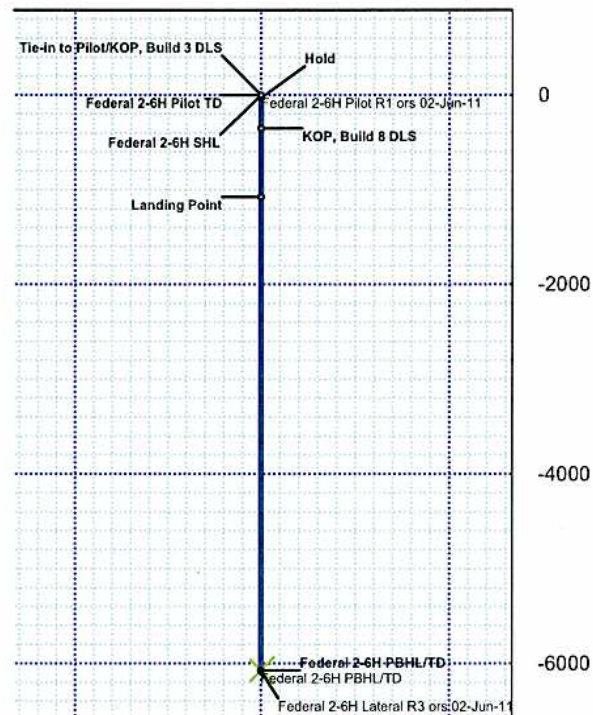 Tie-in to Pilot/KOP, Build 3 DLS
Hold
0
Federal 2-6H Pilot TD
Federal 2-6H Pilot R1 ors 02-Jun-11
Federal 2-6H SHL
KOP, Build 8 DLS
Landing Point
-2000
-4000
-6000
Federal 2-6H PBHL/TD
Federal 2-6H PBHL/TD
Federal 2-6H Lateral R3 ors 02-Jun-11